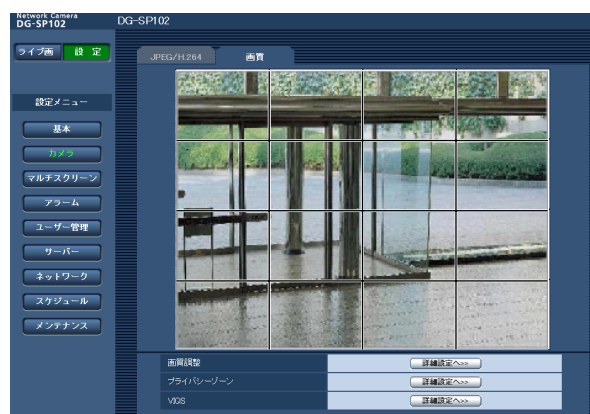 Network Camera
DG-SP102
DG-SP102
ライブ画 設 定
JPEG/H.264 画質
設定メニュー
基本
カメラ
マルチスクリーン
アラーム
ユーザー管理
サーバー
ネットワーク
スケジュール
メンテナンス
画質調整 詳細設定へ>>
プライバシーゾーン 詳細設定へ>>
VIQS 詳細設定へ>>